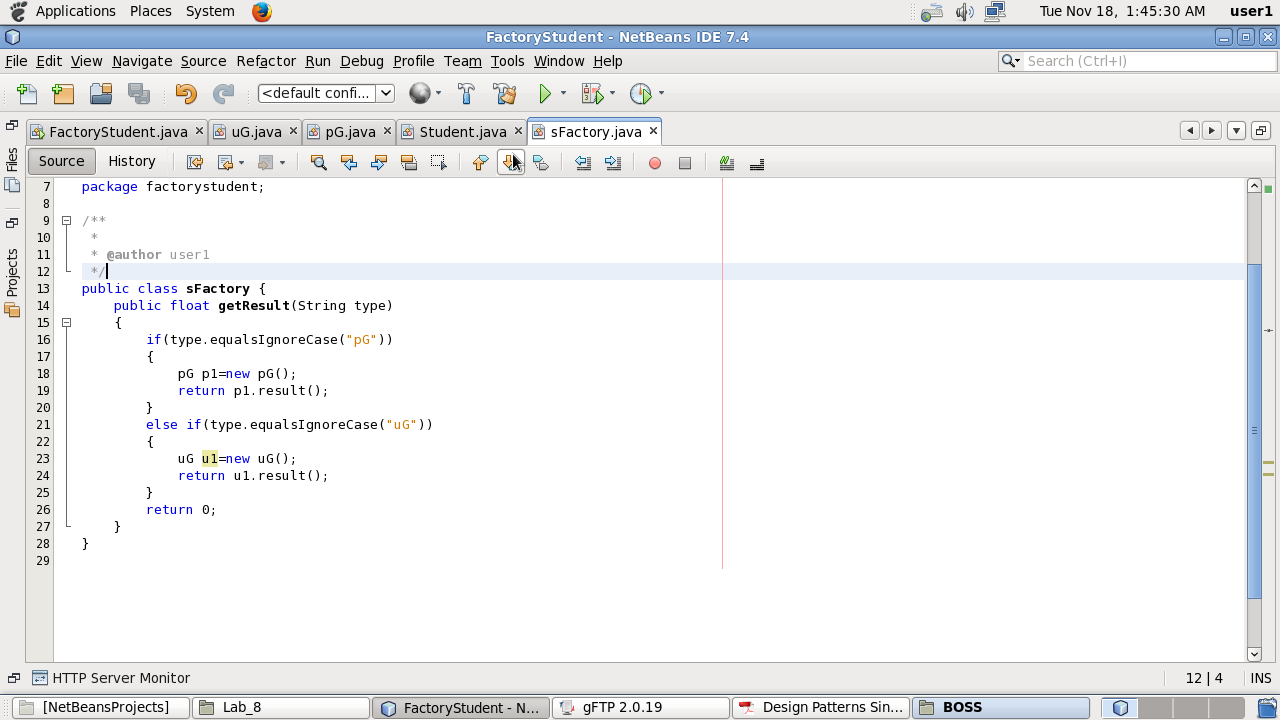 Applications Places System Tue Nov 18, 1:45:30 AM user1
FactoryStudent - NetBeans IDE 7.4
File Edit View Navigate Source Refactor Run Debug Profile Team Tools Window Help Search (Ctrl+I)
<default confi...
FactoryStudent.java uG.java pG.java Student.java sFactory.java
Source History
Files
Projects
7 package factorystudent;
8
9 /**
10 *
11 * @author user1
12 */
13 public class sFactory {
14 public float getResult(String type)
15 {
16 if(type.equalsIgnoreCase("pG"))
17 {
18 pG p1=new pG();
19 return p1.result();
20 }
21 else if(type.equalsIgnoreCase("uG"))
22 {
23 uG u1=new uG();
24 return u1.result();
25 }
26 return 0;
27 }
28 }
29
HTTP Server Monitor 12 | 4 INS
[NetBeansProjects] Lab_8 FactoryStudent - N... gFTP 2.0.19 Design Patterns Sin... BOSS